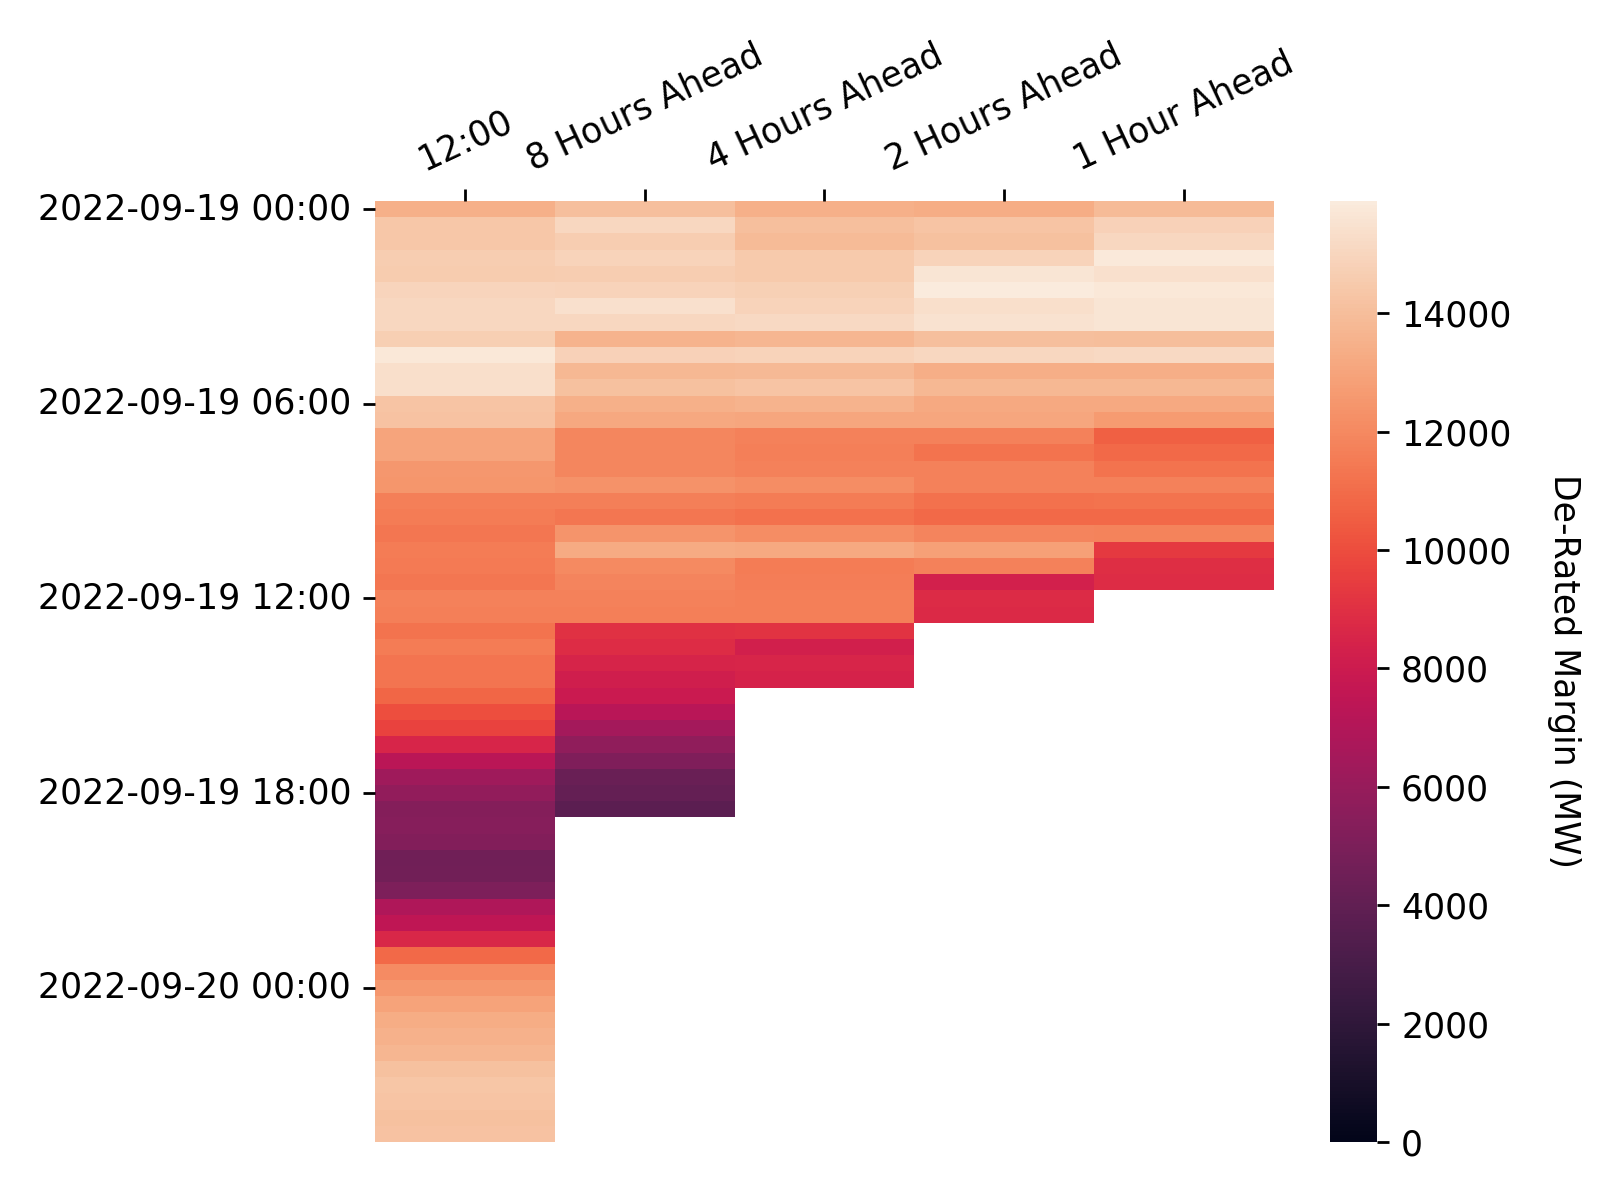 12:00
8 Hours Ahead
4 Hours Ahead
2 Hours Ahead
1 Hour Ahead
2022-09-19 00:00
2022-09-19 06:00
2022-09-19 12:00
2022-09-19 18:00
2022-09-20 00:00
14000
12000
10000
8000
6000
4000
2000
0
De-Rated Margin (MW)